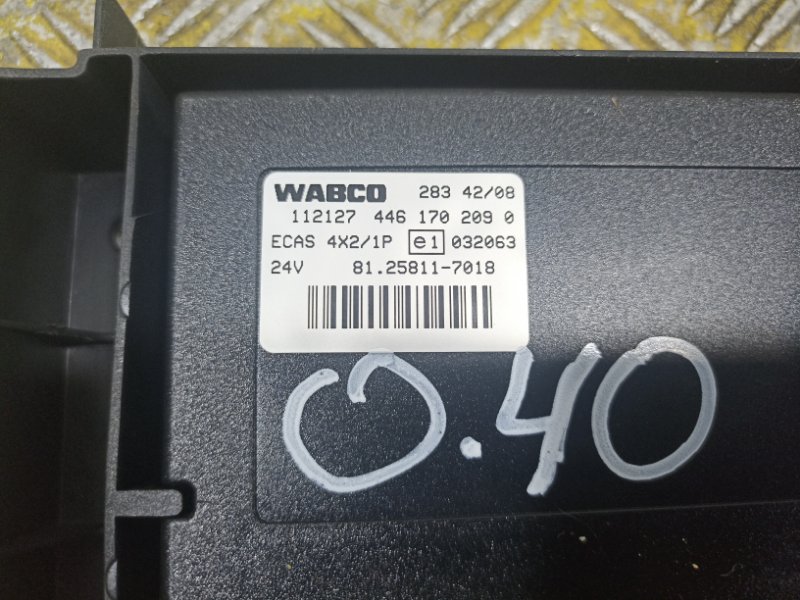 WABCO 283 42/08
112127 446 170 209 0
ECAS 4X2/1P e1 032063
24V 81.25811-7018
0.40